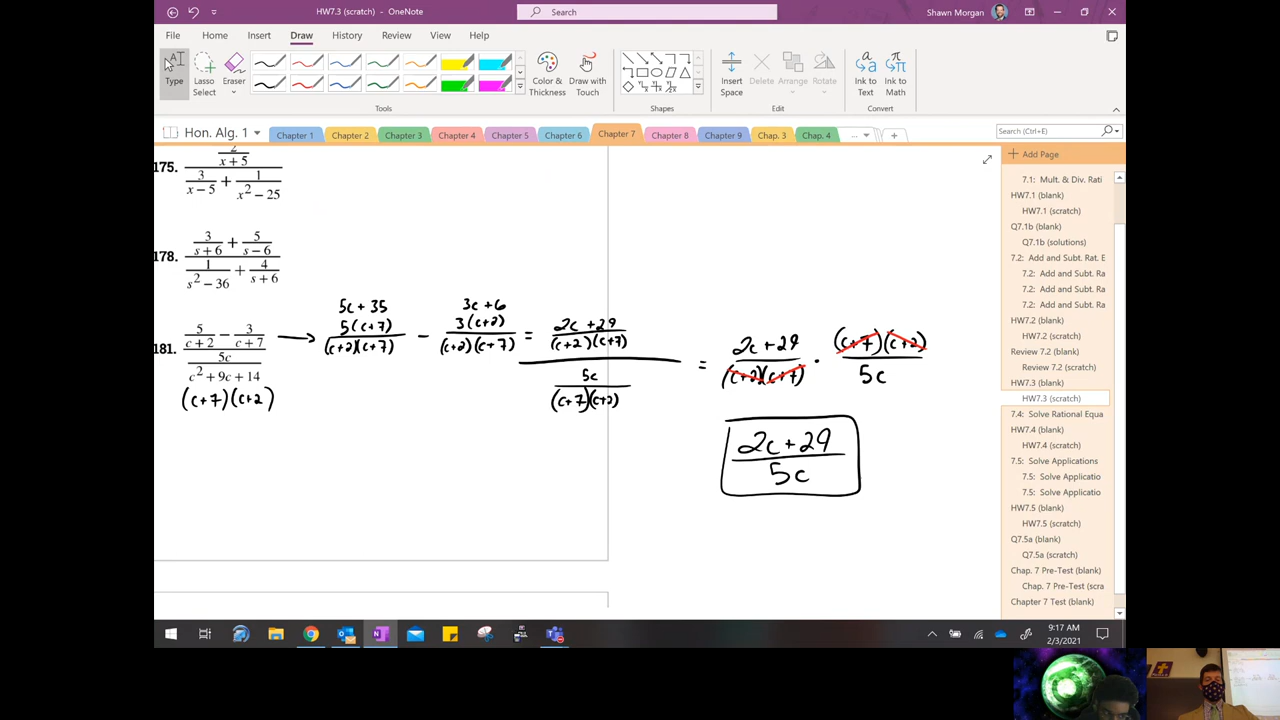 HW7.3 (scratch) - OneNote
Search
Shawn Morgan
File Home Insert Draw History Review View Help
Type
Lasso Select
Eraser
Color & Thickness
Draw with Touch
Insert Space
Delete
Arrange
Rotate
Ink to Text
Ink to Math
Tools
Shapes
Edit
Convert
Hon. Alg. 1
Chapter 1 Chapter 2 Chapter 3 Chapter 4 Chapter 5 Chapter 6 Chapter 7 Chapter 8 Chapter 9 Chap. 3 Chap. 4 ... +
Search (Ctrl+E)
Add Page
7.1: Mult. & Div. Rati
HW7.1 (blank)
HW7.1 (scratch)
Q7.1b (blank)
Q7.1b (solutions)
7.2: Add and Subt. Rat. E
7.2: Add and Subt. Ra
7.2: Add and Subt. Ra
7.2: Add and Subt. Ra
HW7.2 (blank)
HW7.2 (scratch)
Review 7.2 (blank)
Review 7.2 (scratch)
HW7.3 (blank)
HW7.3 (scratch)
7.4: Solve Rational Equa
HW7.4 (blank)
HW7.4 (scratch)
7.5: Solve Applications
7.5: Solve Applicatio
7.5: Solve Applicatio
HW7.5 (blank)
HW7.5 (scratch)
Q7.5a (blank)
Q7.5a (scratch)
Chap. 7 Pre-Test (blank)
Chap. 7 Pre-Test (scra
Chapter 7 Test (blank)
2
x + 5
175.
3 + 1
x − 5 x² − 25
3 + 5
s + 6 s − 6
178.
1 + 4
s² − 36 s + 6
5 − 3
c + 2 c + 7
181.
5c
c² + 9c + 14
(c+7)(c+2)
5c + 35 3c + 6
5(c+7) − 3(c+2) = 2c + 29
(c+2)(c+7) (c+2)(c+7) (c+2)(c+7)
5c
(c+7)(c+2)
= 2c + 29 · (c+7)(c+2)
(c+2)(c+7) 5c
2c + 29
5c
9:17 AM
2/3/2021